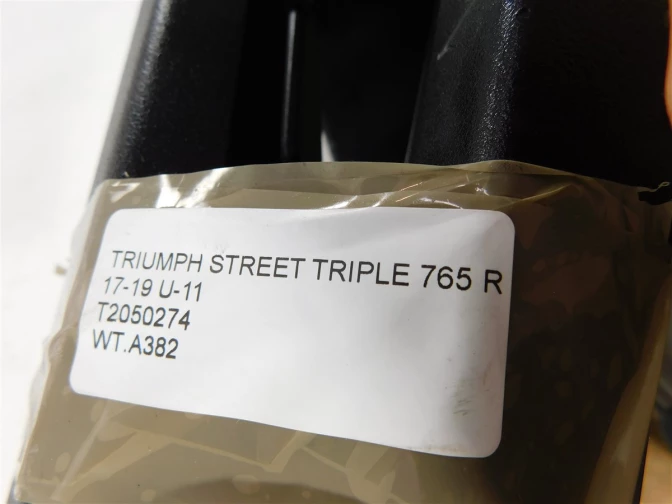 TRIUMPH STREET TRIPLE 765 R
17-19 U-11
T2050274
WT.A382